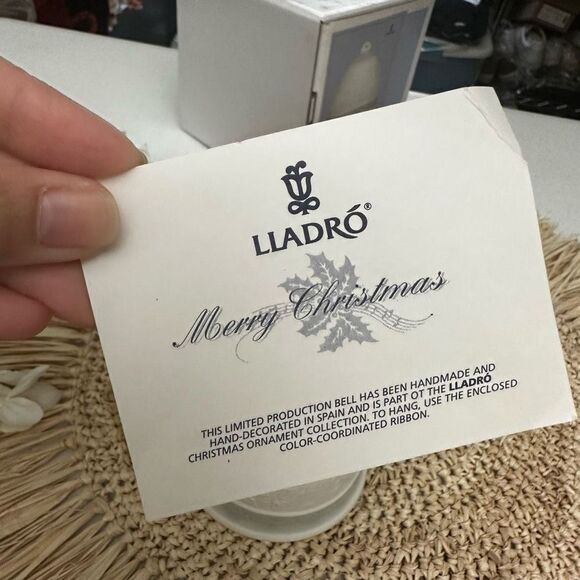 LLADRÓ®
Merry Christmas
THIS LIMITED PRODUCTION BELL HAS BEEN HANDMADE AND
HAND-DECORATED IN SPAIN AND IS PART OT THE LLADRÓ
CHRISTMAS ORNAMENT COLLECTION. TO HANG, USE THE ENCLOSED
COLOR-COORDINATED RIBBON.